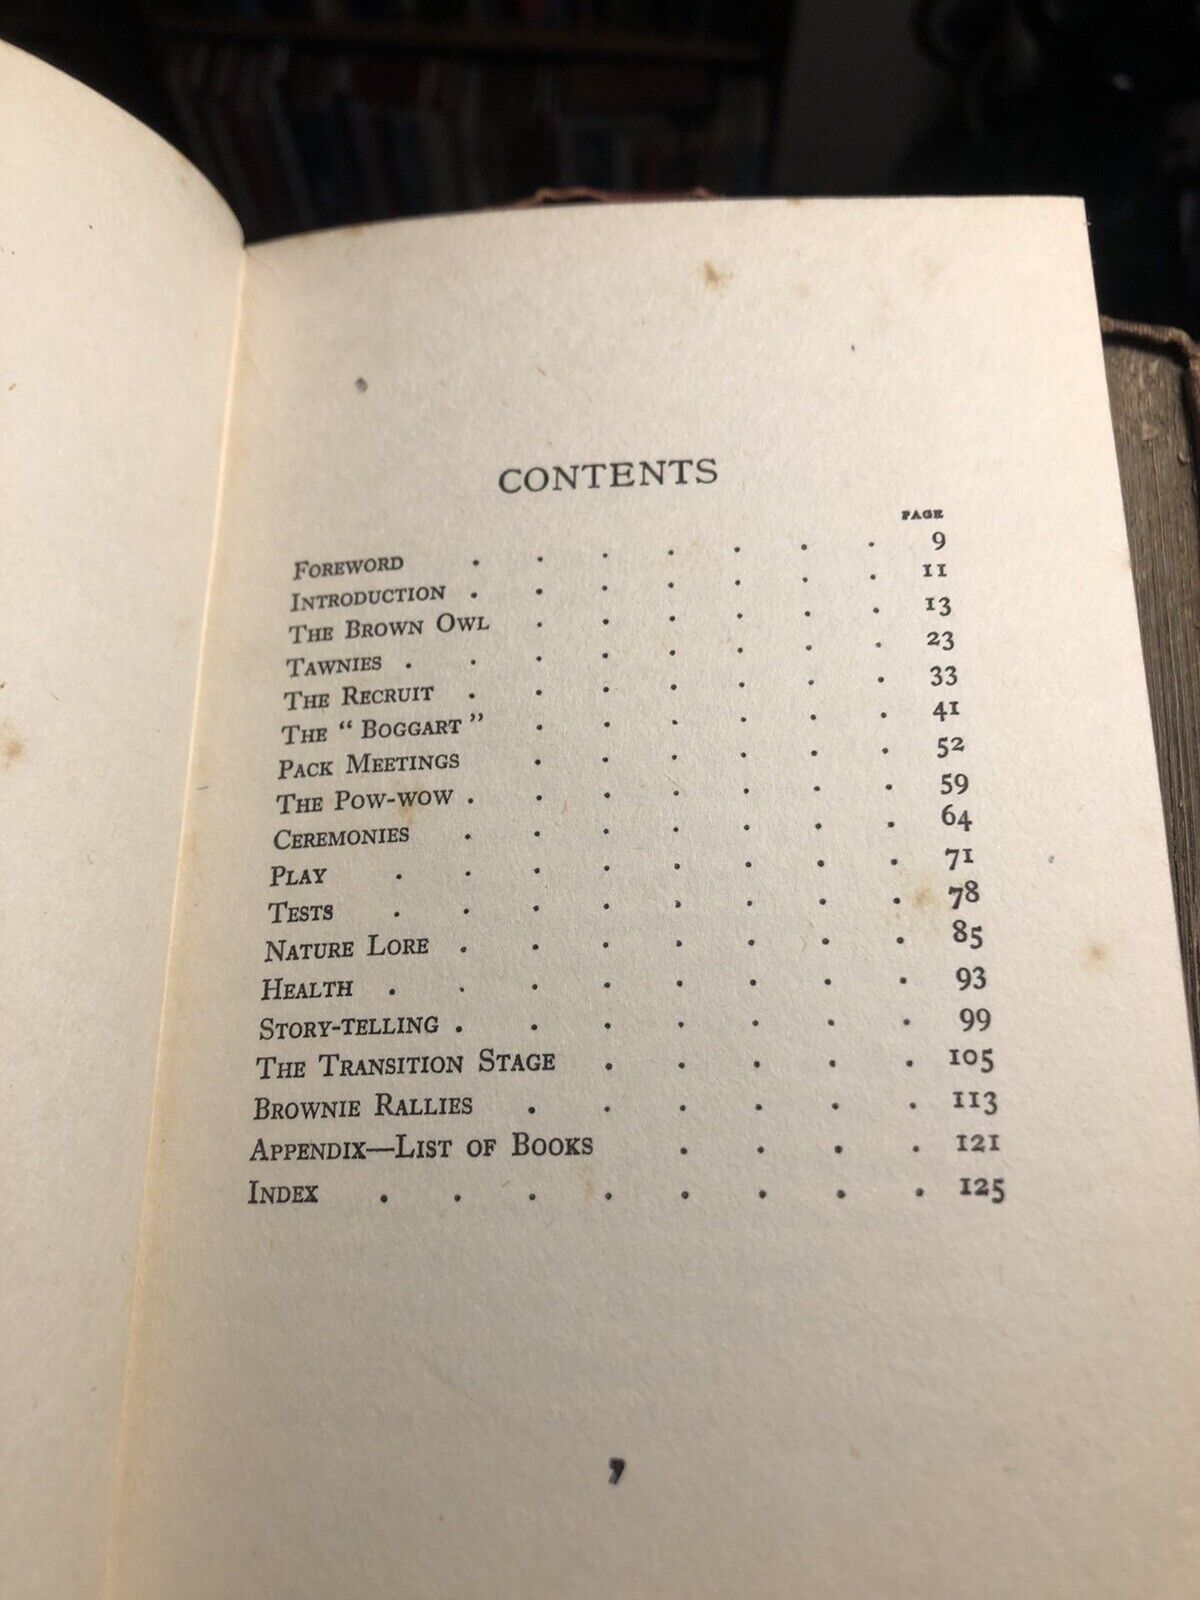 CONTENTS
PAGE
FOREWORD . . . . . . . 9
INTRODUCTION . . . . . . . 11
THE BROWN OWL . . . . . . 13
TAWNIES . . . . . . . . 23
THE RECRUIT . . . . . . . 33
THE “ BOGGART ” . . . . . . 41
PACK MEETINGS . . . . . . 52
THE POW-WOW . . . . . . . 59
CEREMONIES . . . . . . . 64
PLAY . . . . . . . . 71
TESTS . . . . . . . . 78
NATURE LORE . . . . . . . 85
HEALTH . . . . . . . . 93
STORY-TELLING . . . . . . . 99
THE TRANSITION STAGE . . . . . 105
BROWNIE RALLIES . . . . . . 113
APPENDIX—LIST OF BOOKS . . . . 121
INDEX . . . . . . . . 125
7